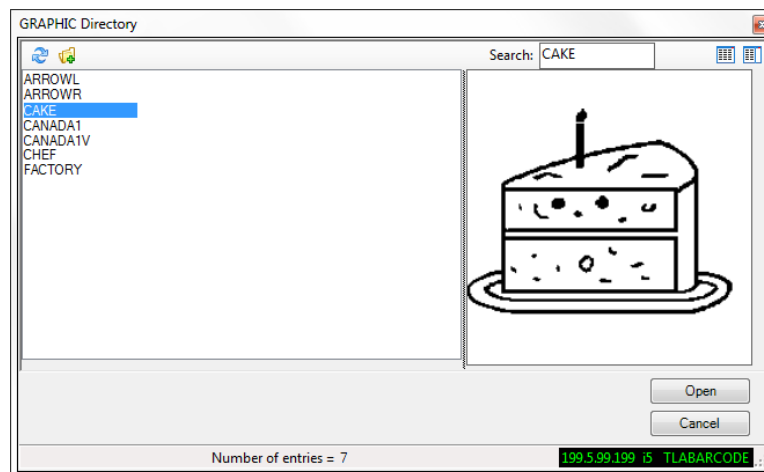 GRAPHIC Directory
Search: CAKE
ARROWL
ARROWR
CAKE
CANADA1
CANADA1V
CHEF
FACTORY
Open
Cancel
Number of entries = 7
199.5.99.199 i5 TLABARCODE